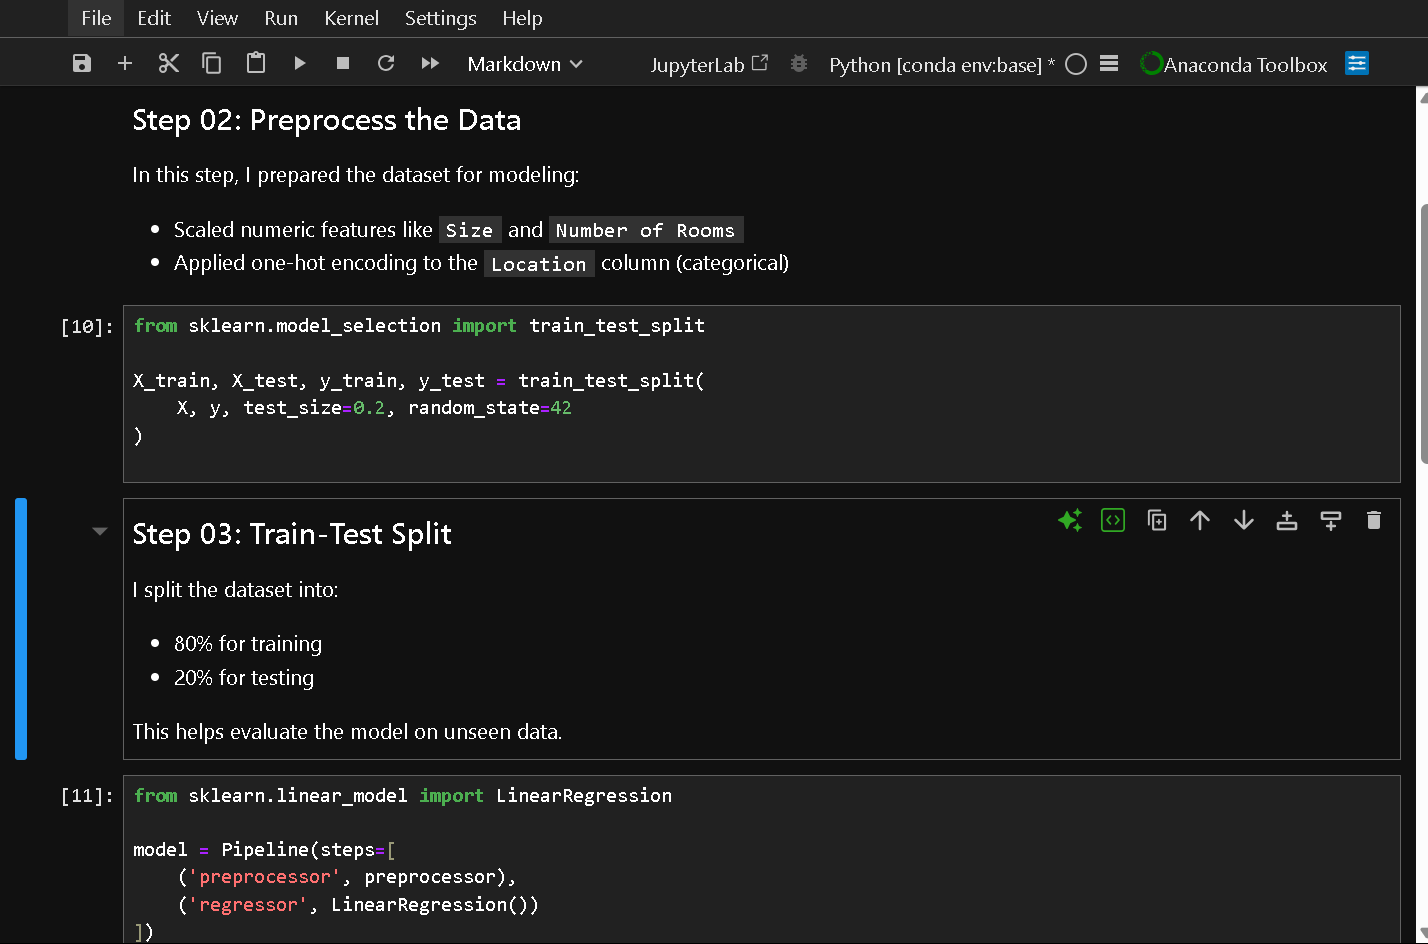 File Edit View Run Kernel Settings Help
Markdown JupyterLab Python [conda env:base] * Anaconda Toolbox
Step 02: Preprocess the Data
In this step, I prepared the dataset for modeling:
• Scaled numeric features like Size and Number of Rooms
• Applied one-hot encoding to the Location column (categorical)
[10]: from sklearn.model_selection import train_test_split
X_train, X_test, y_train, y_test = train_test_split(
    X, y, test_size=0.2, random_state=42
)
Step 03: Train-Test Split
I split the dataset into:
• 80% for training
• 20% for testing
This helps evaluate the model on unseen data.
[11]: from sklearn.linear_model import LinearRegression
model = Pipeline(steps=[
    ('preprocessor', preprocessor),
    ('regressor', LinearRegression())
])